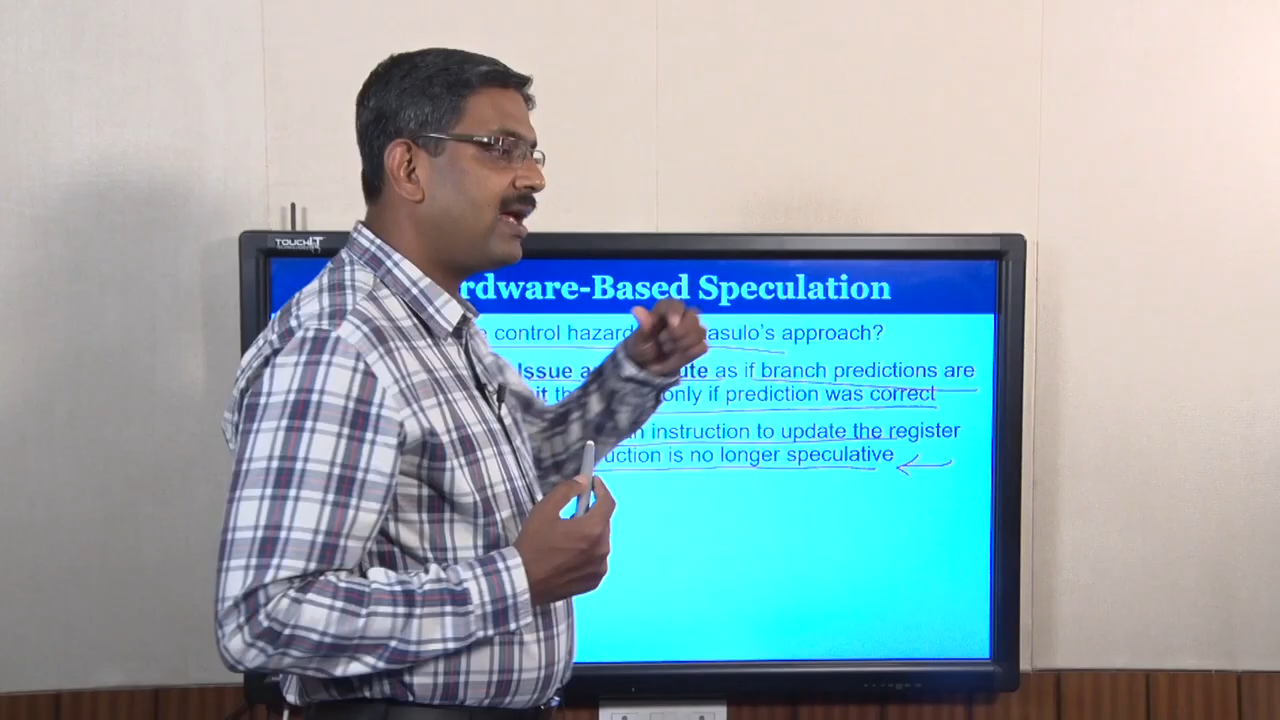 TOUCHIT
rdware-Based Speculation
control hazard asulo's approach?
Issue a te as if branch predictions are
it th only if prediction was correct
n instruction to update the register
uction is no longer speculative